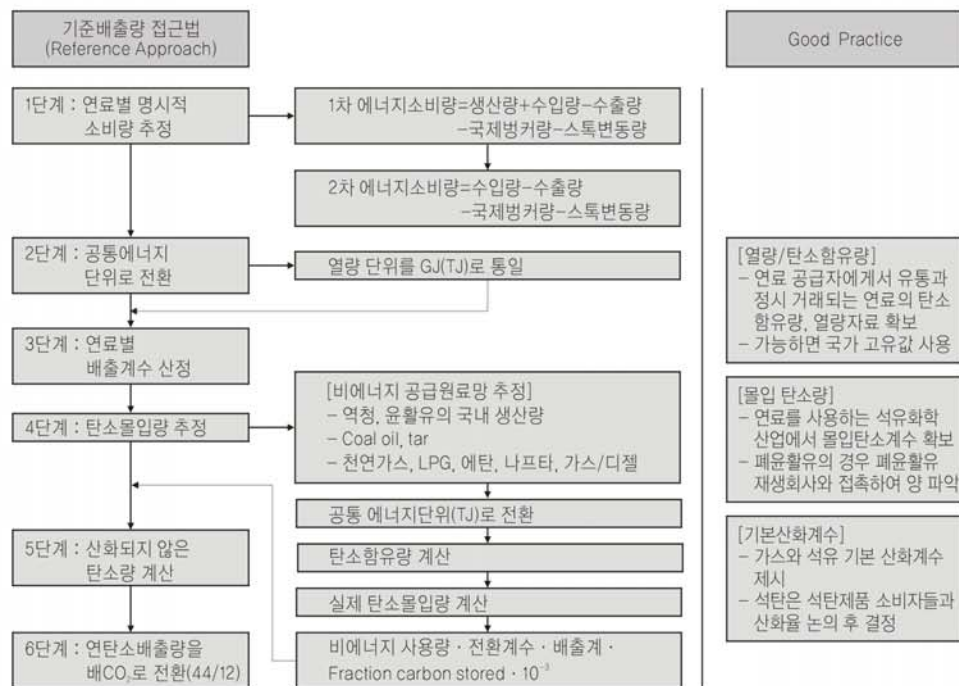 기준배출량 접근법
(Reference Approach)
Good Practice
1단계 : 연료별 명시적
소비량 추정
1차 에너지소비량=생산량+수입량-수출량
-국제벙커량-스톡변동량
2차 에너지소비량=수입량-수출량
-국제벙커량-스톡변동량
2단계 : 공통에너지
단위로 전환
열량 단위를 GJ(TJ)로 통일
3단계 : 연료별
배출계수 산정
4단계 : 탄소몰입량 추정
[비에너지 공급원료망 추정]
- 역청, 윤활유의 국내 생산량
- Coal oil, tar
- 천연가스, LPG, 에탄, 나프타, 가스/디젤
공통 에너지단위(TJ)로 전환
5단계 : 산화되지 않은
탄소량 계산
탄소함유량 계산
실제 탄소몰입량 계산
6단계 : 연탄소배출량을
배CO₂로 전환(44/12)
비에너지 사용량 · 전환계수 · 배출계 ·
Fraction carbon stored · 10⁻³
[열량/탄소함유량]
- 연료 공급자에게서 유통과
정시 거래되는 연료의 탄소
함유량, 열량자료 확보
- 가능하면 국가 고유값 사용
[몰입 탄소량]
- 연료를 사용하는 석유화학
산업에서 몰입탄소계수 확보
- 폐윤활유의 경우 폐윤활유
재생회사와 접촉하여 양 파악
[기본산화계수]
- 가스와 석유 기본 산화계수
제시
- 석탄은 석탄제품 소비자들과
산화율 논의 후 결정